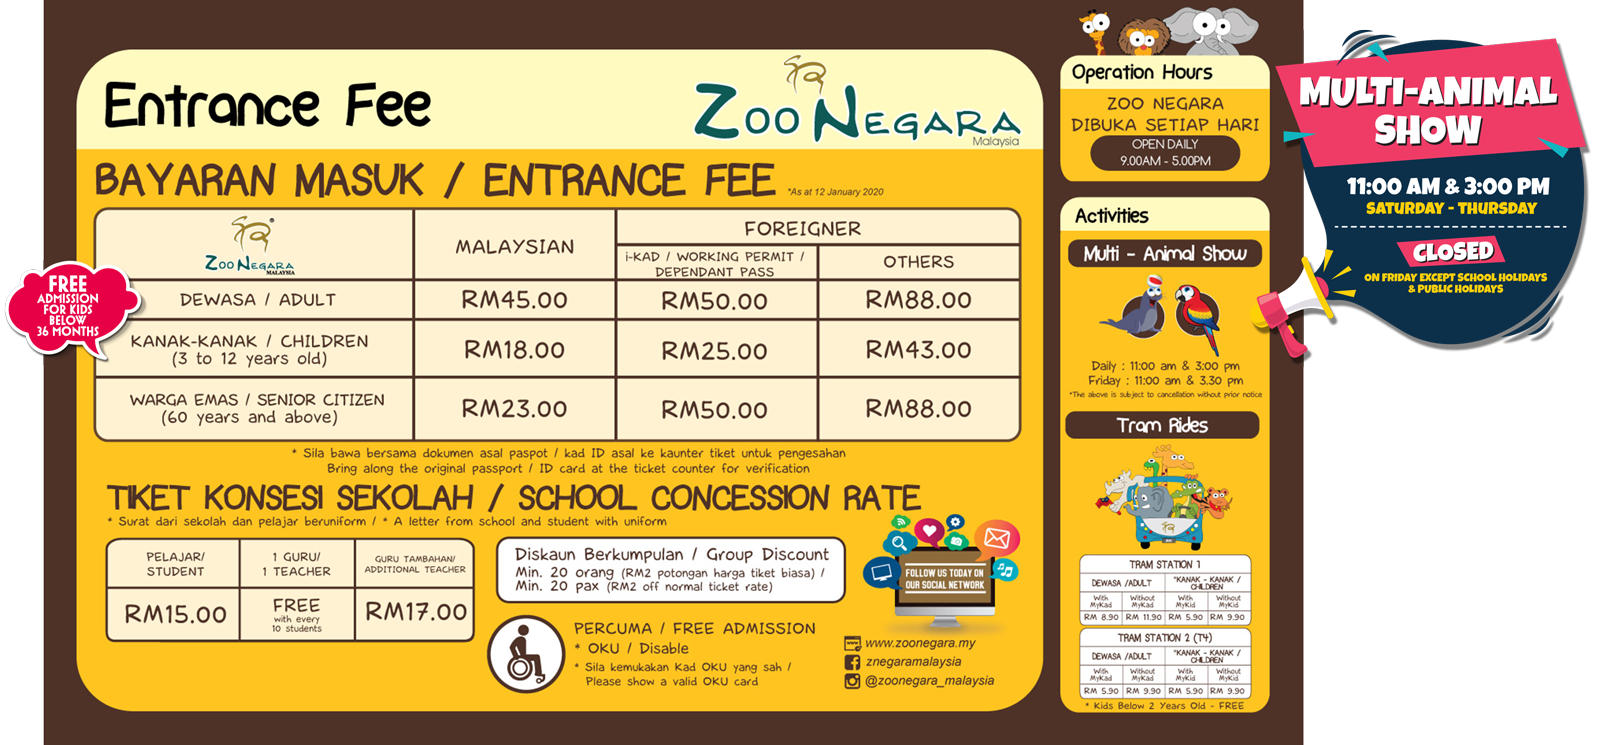 Entrance Fee
ZOO NEGARA
Malaysia
BAYARAN MASUK / ENTRANCE FEE
*As at 12 January 2020
ZOO NEGARA
MALAYSIA
MALAYSIAN
FOREIGNER
i-KAD / WORKING PERMIT /
DEPENDANT PASS
OTHERS
DEWASA / ADULT
RM45.00
RM50.00
RM88.00
KANAK-KANAK / CHILDREN
(3 to 12 years old)
RM18.00
RM25.00
RM43.00
WARGA EMAS / SENIOR CITIZEN
(60 years and above)
RM23.00
RM50.00
RM88.00
FREE
ADMISSION
FOR KIDS
BELOW
36 MONTHS
* Sila bawa bersama dokumen asal paspot / kad ID asal ke kaunter tiket untuk pengesahan
Bring along the original passport / ID card at the ticket counter for verification
TIKET KONSESI SEKOLAH / SCHOOL CONCESSION RATE
* Surat dari sekolah dan pelajar beruniform / * A letter from school and student with uniform
PELAJAR/
STUDENT
1 GURU/
1 TEACHER
GURU TAMBAHAN/
ADDITIONAL TEACHER
RM15.00
FREE
with every
10 students
RM17.00
Diskaun Berkumpulan / Group Discount
Min. 20 orang (RM2 potongan harga tiket biasa) /
Min. 20 pax (RM2 off normal ticket rate)
PERCUMA / FREE ADMISSION
* OKU / Disable
* Sila kemukakan Kad OKU yang sah /
Please show a valid OKU card
FOLLOW US TODAY ON
OUR SOCIAL NETWORK
www.zoonegara.my
znegaramalaysia
@zoonegara_malaysia
Operation Hours
ZOO NEGARA
DIBUKA SETIAP HARI
OPEN DAILY
9.00AM - 5.00PM
Activities
Multi - Animal Show
Daily : 11:00 am & 3:00 pm
Friday : 11:00 am & 3.30 pm
*The above is subject to cancellation without prior notice
Tram Rides
TRAM STATION 1
DEWASA /ADULT
*KANAK - KANAK /
CHILDREN
With
MyKad
Without
MyKad
With
MyKid
Without
MyKid
RM 8.90
RM 11.90
RM 5.90
RM 9.90
TRAM STATION 2 (T4)
DEWASA /ADULT
*KANAK - KANAK /
CHILDREN
With
MyKad
Without
MyKad
With
MyKid
Without
MyKid
RM 5.90
RM 9.90
RM 5.90
RM 9.90
* Kids Below 2 Years Old - FREE
MULTI-ANIMAL
SHOW
11:00 AM & 3:00 PM
SATURDAY - THURSDAY
CLOSED
ON FRIDAY EXCEPT SCHOOL HOLIDAYS
& PUBLIC HOLIDAYS